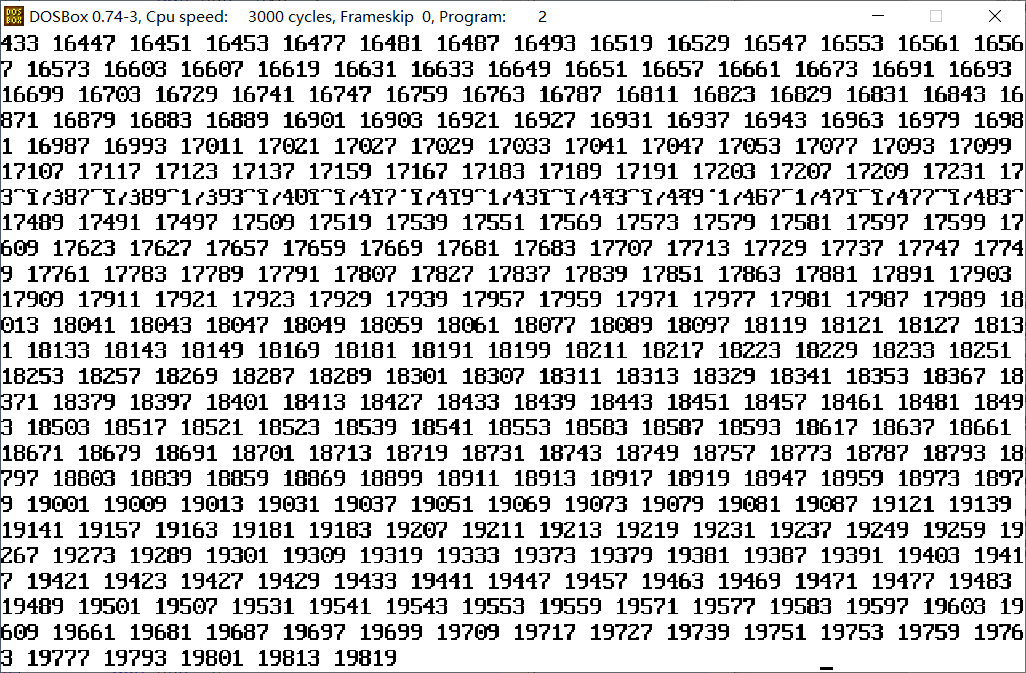 DOSBox 0.74-3, Cpu speed: 3000 cycles, Frameskip 0, Program: 2
433 16447 16451 16453 16477 16481 16487 16493 16519 16529 16547 16553 16561 1656
7 16573 16603 16607 16619 16631 16633 16649 16651 16657 16661 16673 16691 16693
16699 16703 16729 16741 16747 16759 16763 16787 16811 16823 16829 16831 16843 16
871 16879 16883 16889 16901 16903 16921 16927 16931 16937 16943 16963 16979 1698
1 16987 16993 17011 17021 17027 17029 17033 17041 17047 17053 17077 17093 17099
17107 17117 17123 17137 17159 17167 17183 17189 17191 17203 17207 17209 17231 17
3 17387 17389 17393 17401 17417 17419 17431 17443 17449 17467 17471 17477 17483
17489 17491 17497 17509 17519 17539 17551 17569 17573 17579 17581 17597 17599 17
609 17623 17627 17657 17659 17669 17681 17683 17707 17713 17729 17737 17747 1774
9 17761 17783 17789 17791 17807 17827 17837 17839 17851 17863 17881 17891 17903
17909 17911 17921 17923 17929 17939 17957 17959 17971 17977 17981 17987 17989 18
013 18041 18043 18047 18049 18059 18061 18077 18089 18097 18119 18121 18127 1813
1 18133 18143 18149 18169 18181 18191 18199 18211 18217 18223 18229 18233 18251
18253 18257 18269 18287 18289 18301 18307 18311 18313 18329 18341 18353 18367 18
371 18379 18397 18401 18413 18427 18433 18439 18443 18451 18457 18461 18481 1849
3 18503 18517 18521 18523 18539 18541 18553 18583 18587 18593 18617 18637 18661
18671 18679 18691 18701 18713 18719 18731 18743 18749 18757 18773 18787 18793 18
797 18803 18839 18859 18869 18899 18911 18913 18917 18919 18947 18959 18973 1897
9 19001 19009 19013 19031 19037 19051 19069 19073 19079 19081 19087 19121 19139
19141 19157 19163 19181 19183 19207 19211 19213 19219 19231 19237 19249 19259 19
267 19273 19289 19301 19309 19319 19333 19373 19379 19381 19387 19391 19403 1941
7 19421 19423 19427 19429 19433 19441 19447 19457 19463 19469 19471 19477 19483
19489 19501 19507 19531 19541 19543 19553 19559 19571 19577 19583 19597 19603 19
609 19661 19681 19687 19697 19699 19709 19717 19727 19739 19751 19753 19759 1976
3 19777 19793 19801 19813 19819